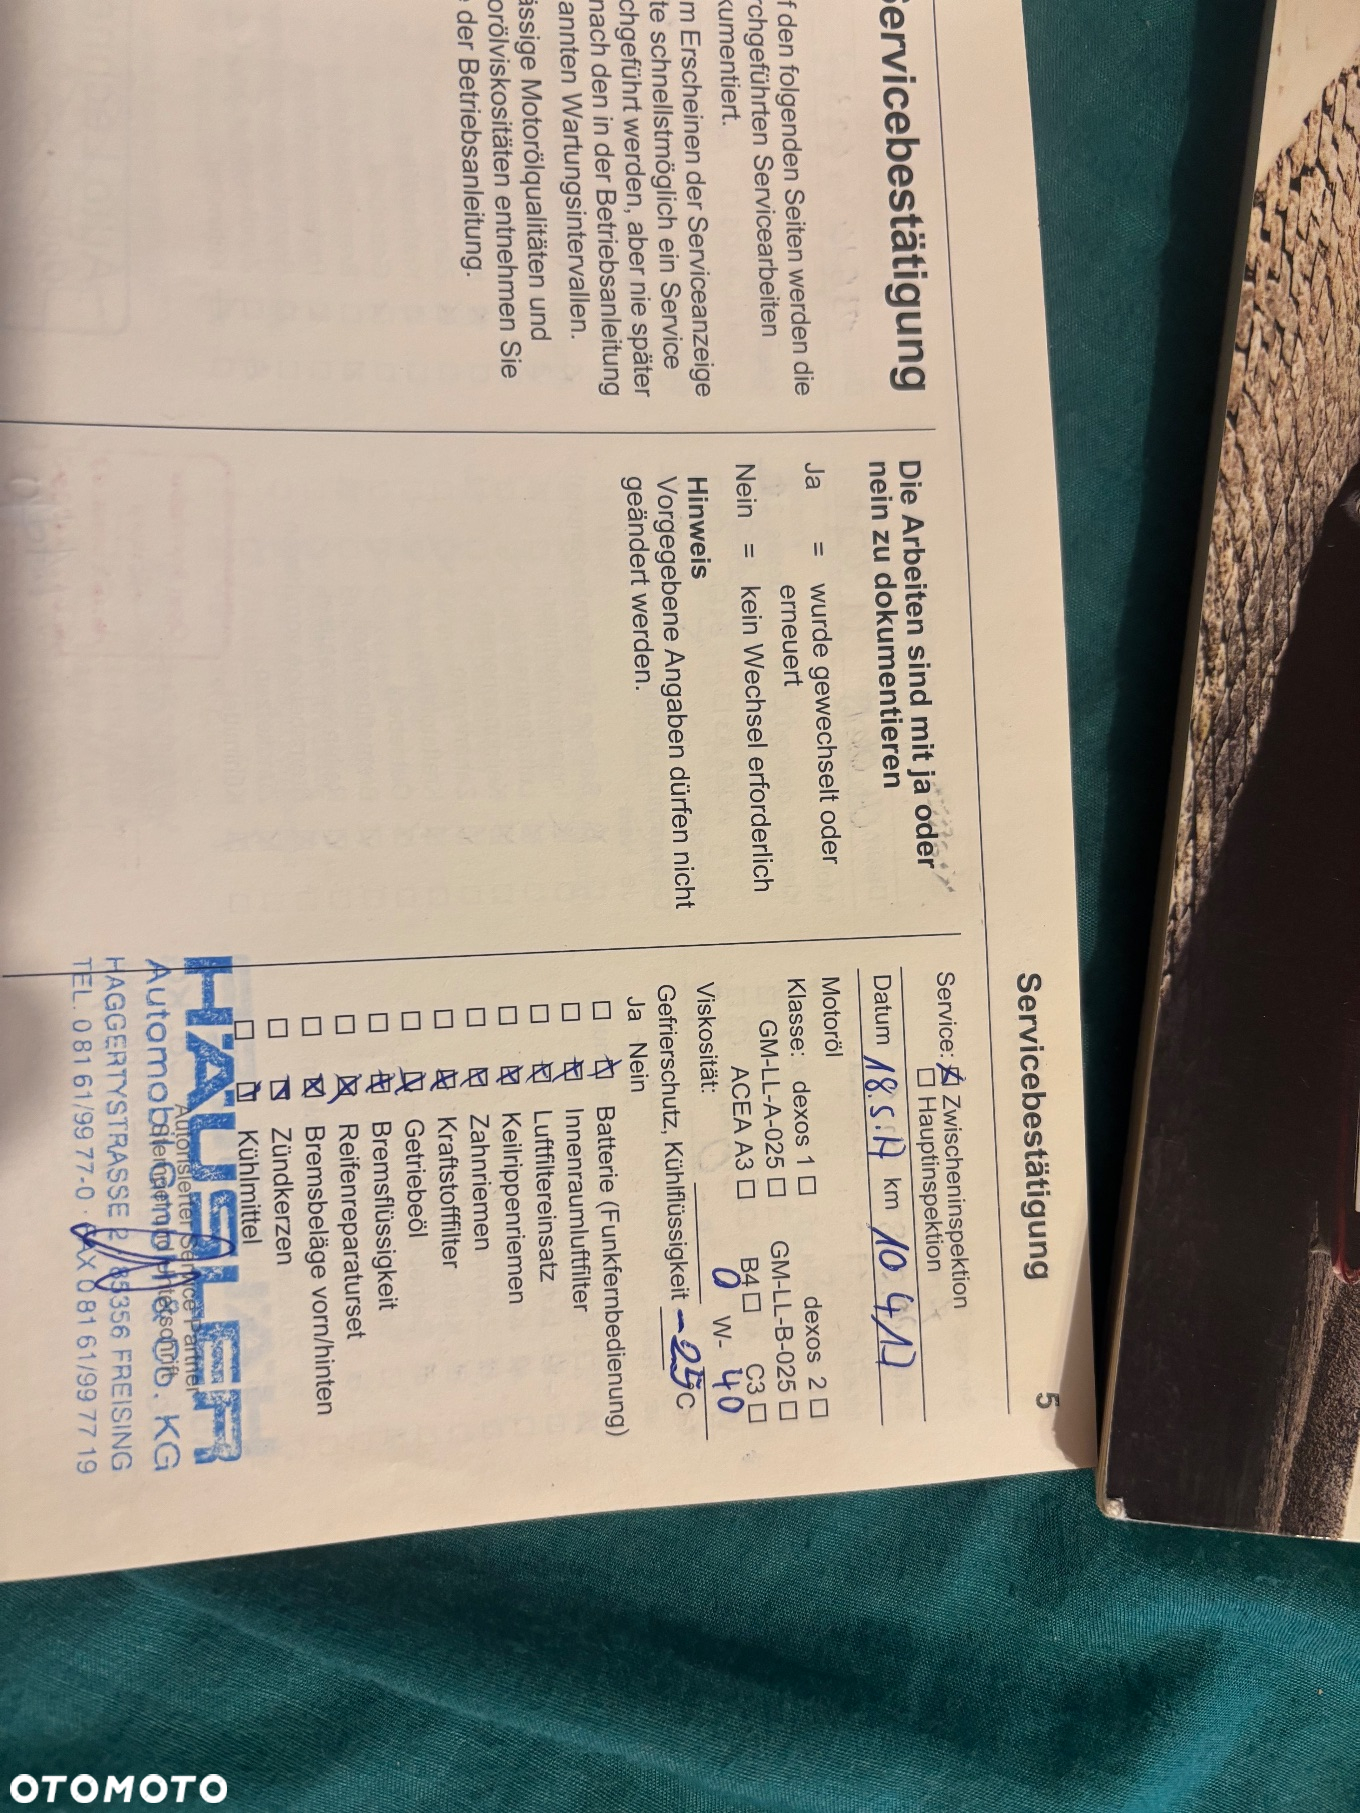 Servicebestätigung
f den folgenden Seiten werden die
rchgeführten Servicearbeiten
kumentiert.
m Erscheinen der Serviceanzeige
te schnellstmöglich ein Service
chgeführt werden, aber nie später
nach den in der Betriebsanleitung
annten Wartungsintervallen.
ässige Motorölqualitäten und
orölviskositäten entnehmen Sie
der Betriebsanleitung.
Die Arbeiten sind mit ja oder
nein zu dokumentieren
Ja = wurde gewechselt oder
erneuert
Nein = kein Wechsel erforderlich
Hinweis
Vorgegebene Angaben dürfen nicht
geändert werden.
Servicebestätigung 5
Service: Zwischeninspektion
Hauptinspektion
Datum 18.5.17 km 10 417
Motoröl
Klasse: dexos 1 dexos 2
GM-LL-A-025 GM-LL-B-025
ACEA A3 B4 C3
Viskosität: 0 W- 40
Gefrierschutz, Kühlflüssigkeit -25 °C
Ja Nein
Batterie (Funkfernbedienung)
Innenraumluftfilter
Luftfiltereinsatz
Keilrippenriemen
Zahnriemen
Kraftstofffilter
Getriebeöl
Bremsflüssigkeit
Reifenreparaturset
Bremsbeläge vorn/hinten
Zündkerzen
Kühlmittel
HÄUSLER
Autorisierter Service Partner
Automobil GmbH & Co. KG
HAGGERTYSTRASSE 2 85356 FREISING
TEL. 0 81 61/99 77-0 · FAX 0 81 61/99 77 19
OTOMOTO